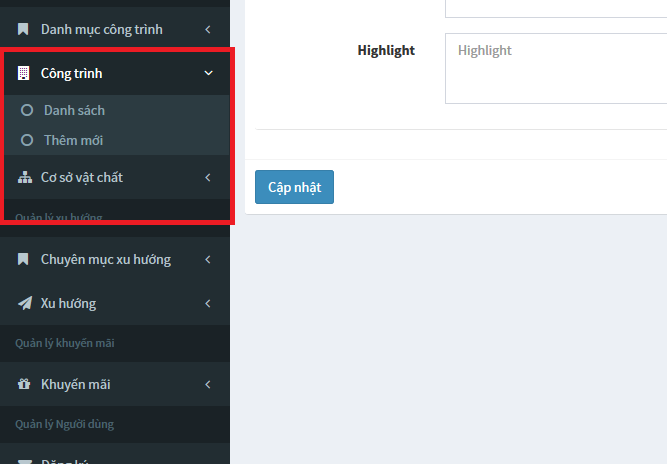 Danh mục công trình
Công trình
Danh sách
Thêm mới
Cơ sở vật chất
Quản lý xu hướng
Chuyên mục xu hướng
Xu hướng
Quản lý khuyến mãi
Khuyến mãi
Quản lý Người dùng
Đăng ký
Highlight
Highlight
Cập nhật